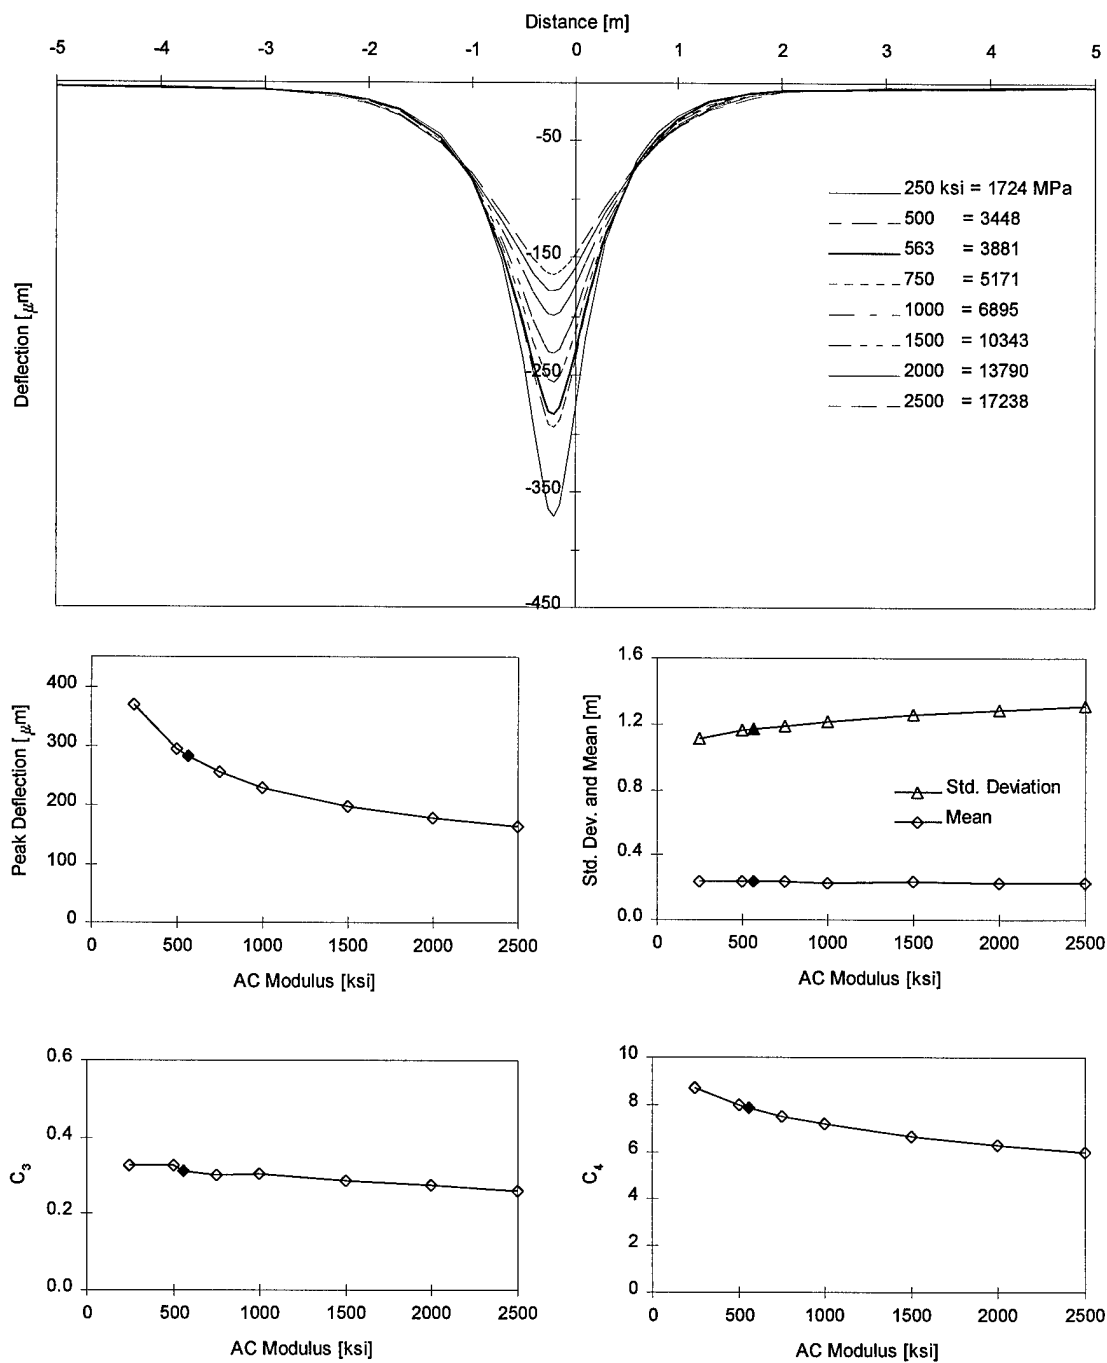 Distance [m]
-5 -4 -3 -2 -1 0 1 2 3 4 5
Deflection [μm]
-50
-150
-250
-350
-450
250 ksi = 1724 MPa
500 = 3448
563 = 3881
750 = 5171
1000 = 6895
1500 = 10343
2000 = 13790
2500 = 17238
Peak Deflection [μm]
400
300
200
100
0
0 500 1000 1500 2000 2500
AC Modulus [ksi]
Std. Dev. and Mean [m]
1.6
1.2
0.8
0.4
0.0
Std. Deviation
Mean
0 500 1000 1500 2000 2500
AC Modulus [ksi]
C3
0.6
0.4
0.2
0.0
0 500 1000 1500 2000 2500
AC Modulus [ksi]
C4
10
8
6
4
2
0
0 500 1000 1500 2000 2500
AC Modulus [ksi]